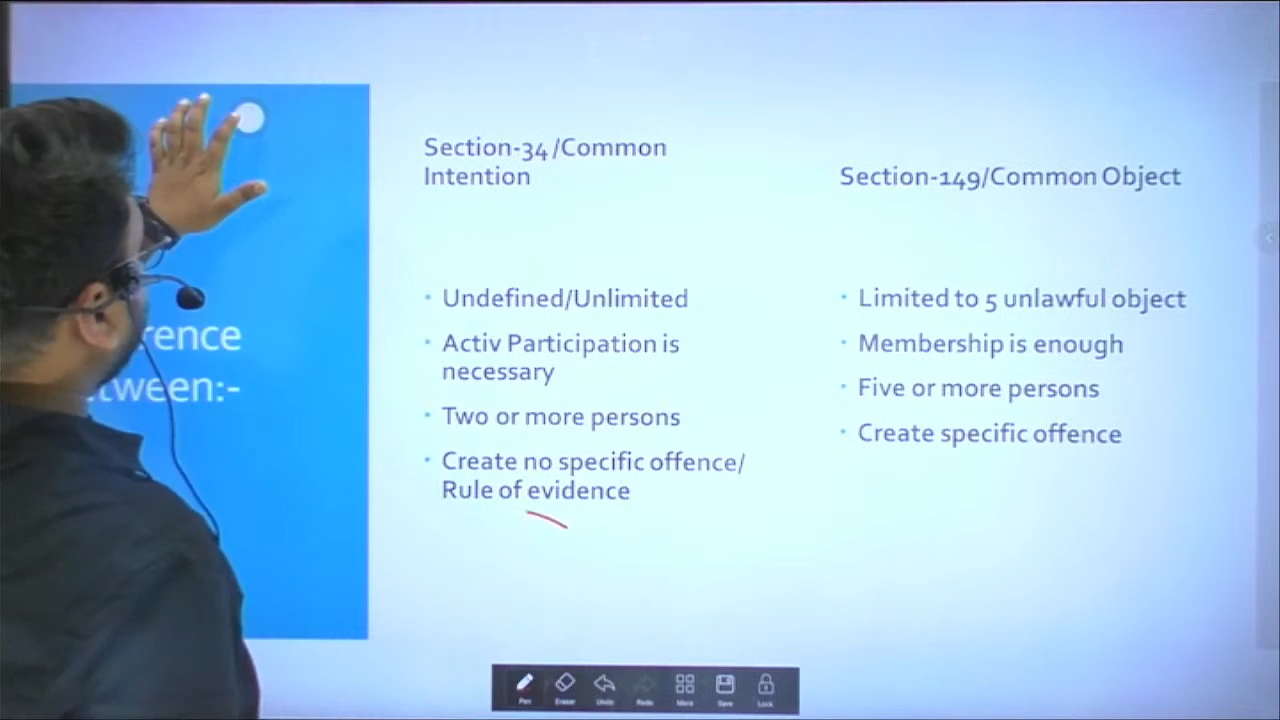 rence
tween:-
Section-34/Common
Intention
Undefined/Unlimited
Activ Participation is
necessary
Two or more persons
Create no specific offence/
Rule of evidence
Section-149/Common Object
Limited to 5 unlawful object
Membership is enough
Five or more persons
Create specific offence
Pen Eraser Undo Redo More Save Lock